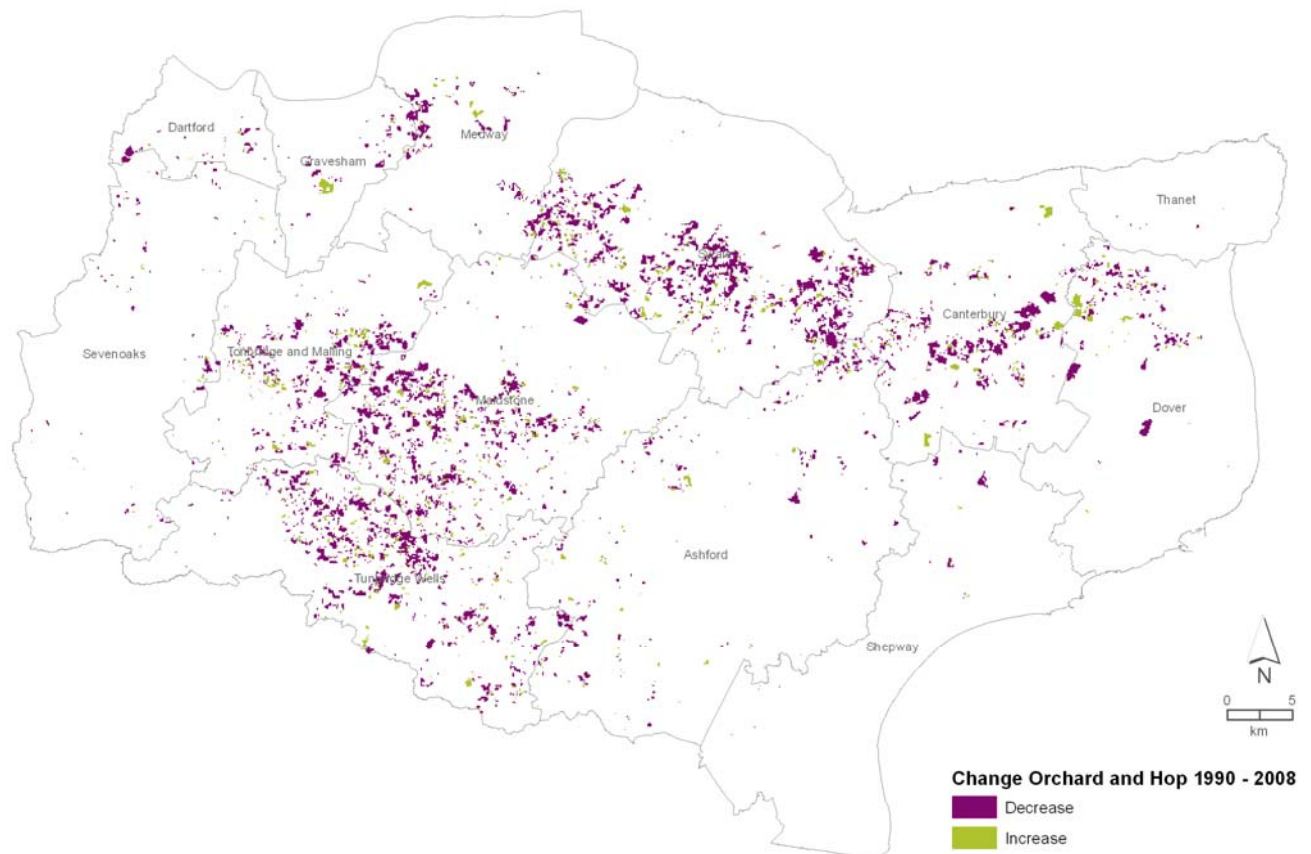 Dartford
Gravesham
Medway
Thanet
Swale
Canterbury
Sevenoaks
Tonbridge and Malling
Maidstone
Dover
Ashford
Tunbridge Wells
Shepway
N
0 5
km
Change Orchard and Hop 1990 - 2008
Decrease
Increase